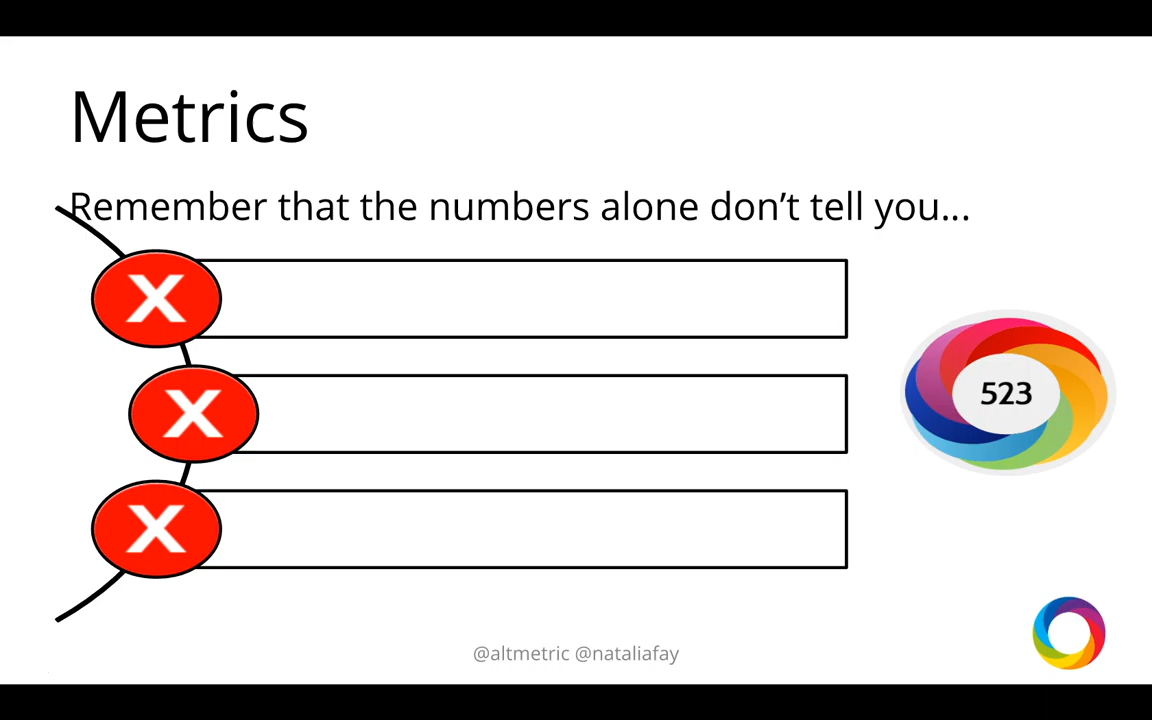 Metrics
Remember that the numbers alone don’t tell you...
X
X
523
X
@altmetric @nataliafay